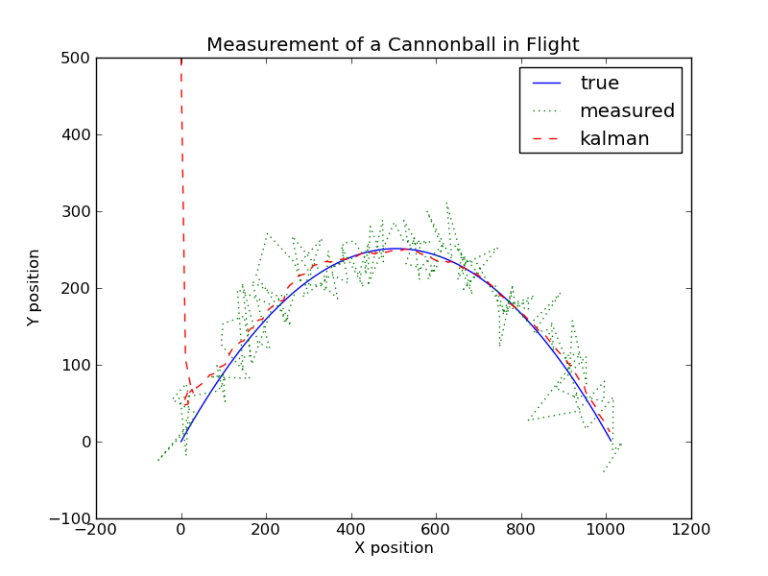 Measurement of a Cannonball in Flight
500
400
300
200
100
0
−100
−200
0
200
400
600
800
1000
1200
Y position
X position
true
measured
kalman